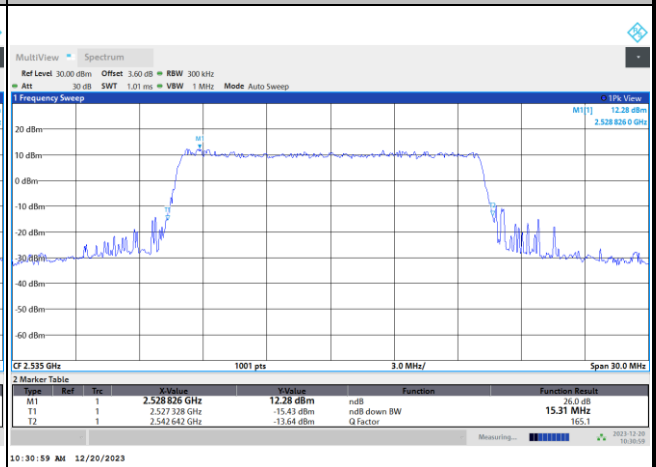 MultiView Spectrum
Ref Level 30.00 dBm Offset 3.60 dB RBW 300 kHz
Att 30 dB SWT 1.01 ms VBW 1 MHz Mode Auto Sweep
1 Frequency Sweep 1Pk View
M1[1] 12.28 dBm
2.528 826 0 GHz
20 dBm
M1
10 dBm
0 dBm
-10 dBm
T1
T2
-20 dBm
-30 dBm
-40 dBm
-50 dBm
-60 dBm
CF 2.535 GHz 1001 pts 3.0 MHz/ Span 30.0 MHz
2 Marker Table
Type Ref Trc X-Value Y-Value Function Function Result
M1 1 2.528 826 GHz 12.28 dBm ndB 26.0 dB
T1 1 2.527 328 GHz -15.43 dBm ndB down BW 15.31 MHz
T2 1 2.542 642 GHz -13.64 dBm Q Factor 165.1
Measuring... 2023-12-20
10:30:59
10:30:59 AM 12/20/2023